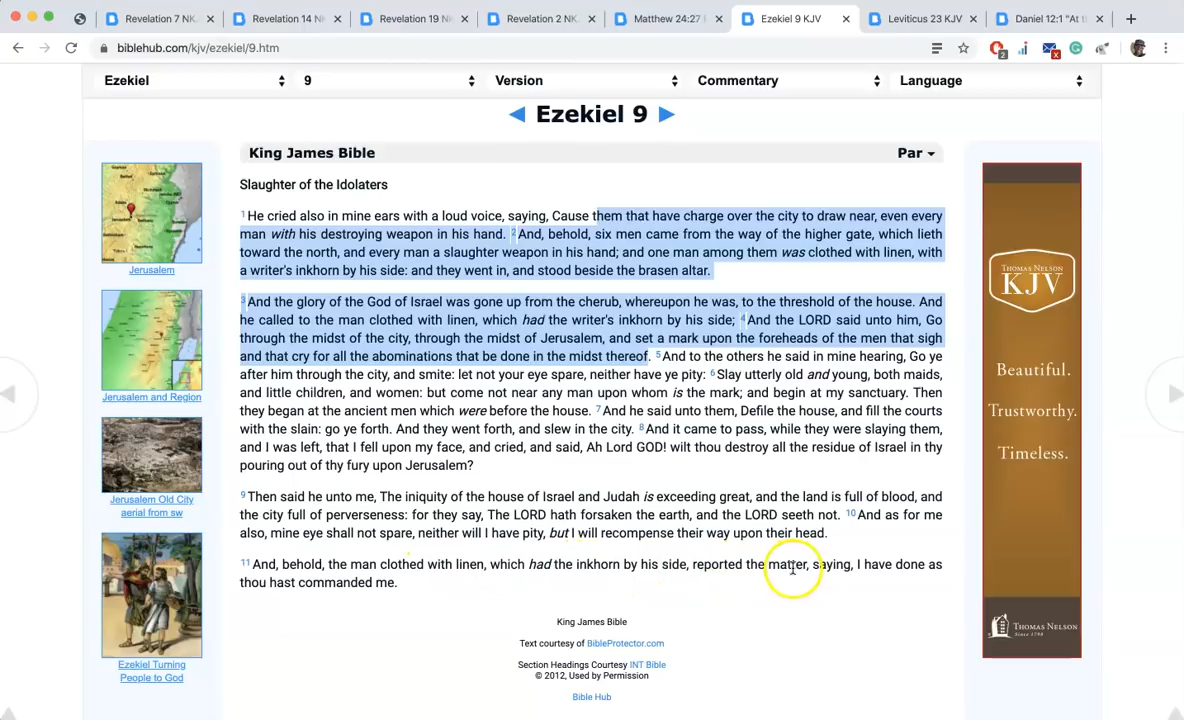 Revelation 7 NK
Revelation 14 N
Revelation 19 N
Revelation 2 NK
Matthew 24:27
Ezekiel 9 KJV
Leviticus 23 KJV
Daniel 12:1 "At t
biblehub.com/kjv/ezekiel/9.htm
2
x
Ezekiel
9
Version
Commentary
Language
Ezekiel 9
King James Bible
Par
Slaughter of the Idolaters
1He cried also in mine ears with a loud voice, saying, Cause them that have charge over the city to draw near, even every
man with his destroying weapon in his hand. 2And, behold, six men came from the way of the higher gate, which lieth
toward the north, and every man a slaughter weapon in his hand; and one man among them was clothed with linen, with
a writer's inkhorn by his side: and they went in, and stood beside the brasen altar.
3And the glory of the God of Israel was gone up from the cherub, whereupon he was, to the threshold of the house. And
he called to the man clothed with linen, which had the writer's inkhorn by his side; 4And the LORD said unto him, Go
through the midst of the city, through the midst of Jerusalem, and set a mark upon the foreheads of the men that sigh
and that cry for all the abominations that be done in the midst thereof. 5And to the others he said in mine hearing, Go ye
after him through the city, and smite: let not your eye spare, neither have ye pity: 6Slay utterly old and young, both maids,
and little children, and women: but come not near any man upon whom is the mark; and begin at my sanctuary. Then
they began at the ancient men which were before the house. 7And he said unto them, Defile the house, and fill the courts
with the slain: go ye forth. And they went forth, and slew in the city. 8And it came to pass, while they were slaying them,
and I was left, that I fell upon my face, and cried, and said, Ah Lord GOD! wilt thou destroy all the residue of Israel in thy
pouring out of thy fury upon Jerusalem?
9Then said he unto me, The iniquity of the house of Israel and Judah is exceeding great, and the land is full of blood, and
the city full of perverseness: for they say, The LORD hath forsaken the earth, and the LORD seeth not. 10And as for me
also, mine eye shall not spare, neither will I have pity, but I will recompense their way upon their head.
11And, behold, the man clothed with linen, which had the inkhorn by his side, reported the matter, saying, I have done as
thou hast commanded me.
King James Bible
Text courtesy of BibleProtector.com
Section Headings Courtesy INT Bible
© 2012, Used by Permission
Bible Hub
Jerusalem
Jerusalem and Region
Jerusalem Old City
aerial from sw
Ezekiel Turning
People to God
THOMAS NELSON
KJV
Beautiful.
Trustworthy.
Timeless.
THOMAS NELSON
Since 1798